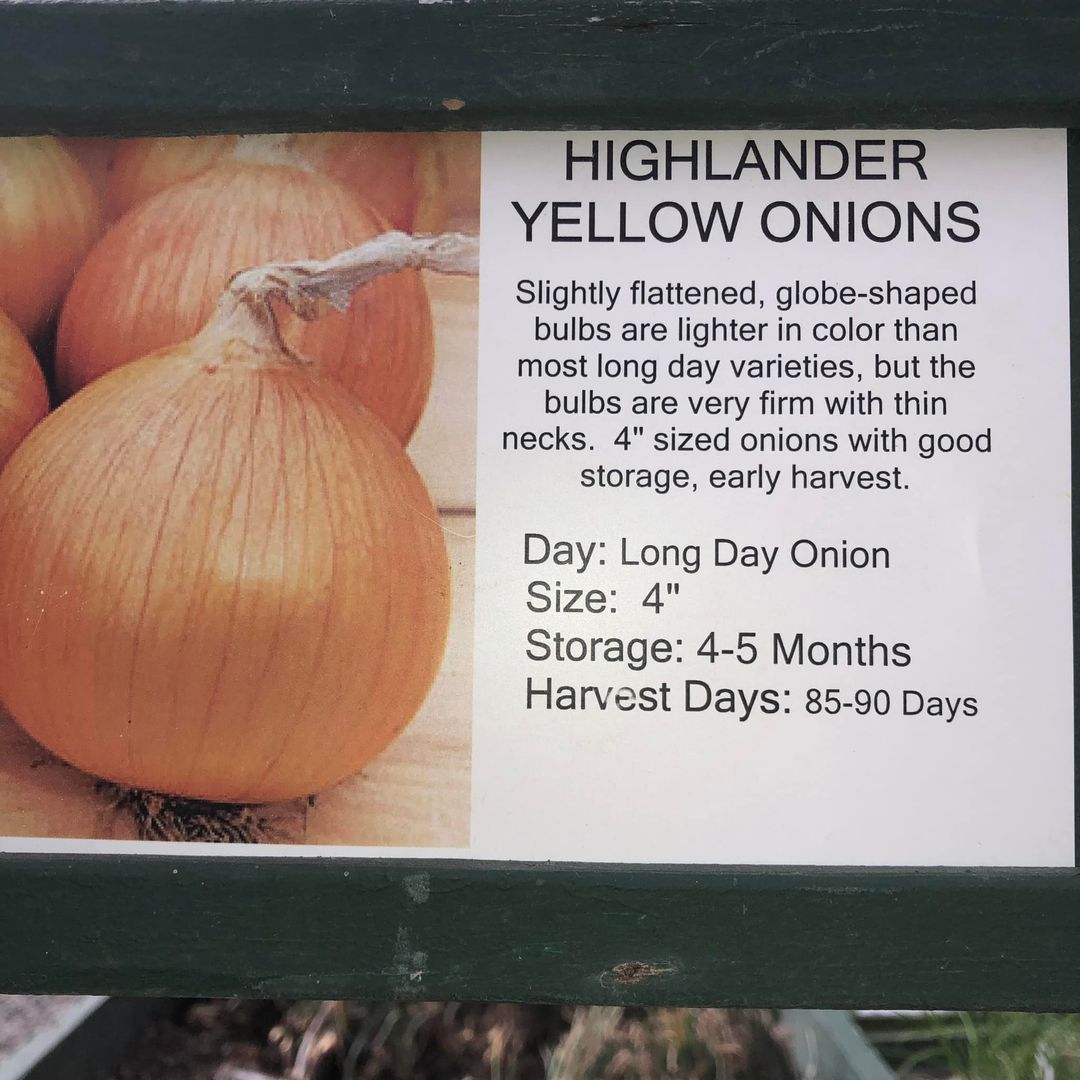 HIGHLANDER
YELLOW ONIONS
Slightly flattened, globe-shaped
bulbs are lighter in color than
most long day varieties, but the
bulbs are very firm with thin
necks.  4" sized onions with good
storage, early harvest.
Day: Long Day Onion
Size:  4"
Storage: 4-5 Months
Harvest Days: 85-90 Days